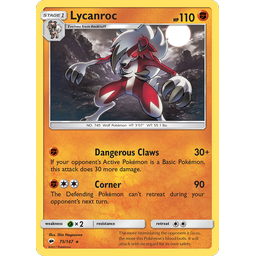 STAGE 1 Lycanroc HP 110
Evolves from Rockruff
NO. 745 Wolf Pokémon HT: 3'07" WT: 55.1 lbs.
Dangerous Claws 30+
If your opponent's Active Pokémon is a Basic Pokémon,
this attack does 30 more damage.
Corner 90
The Defending Pokémon can't retreat during
your opponent's next turn.
weakness ×2 resistance retreat
71/147